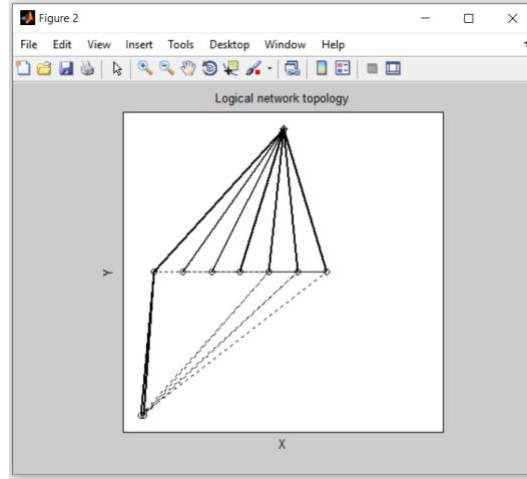 Figure 2
File Edit View Insert Tools Desktop Window Help
Logical network topology
Y
X